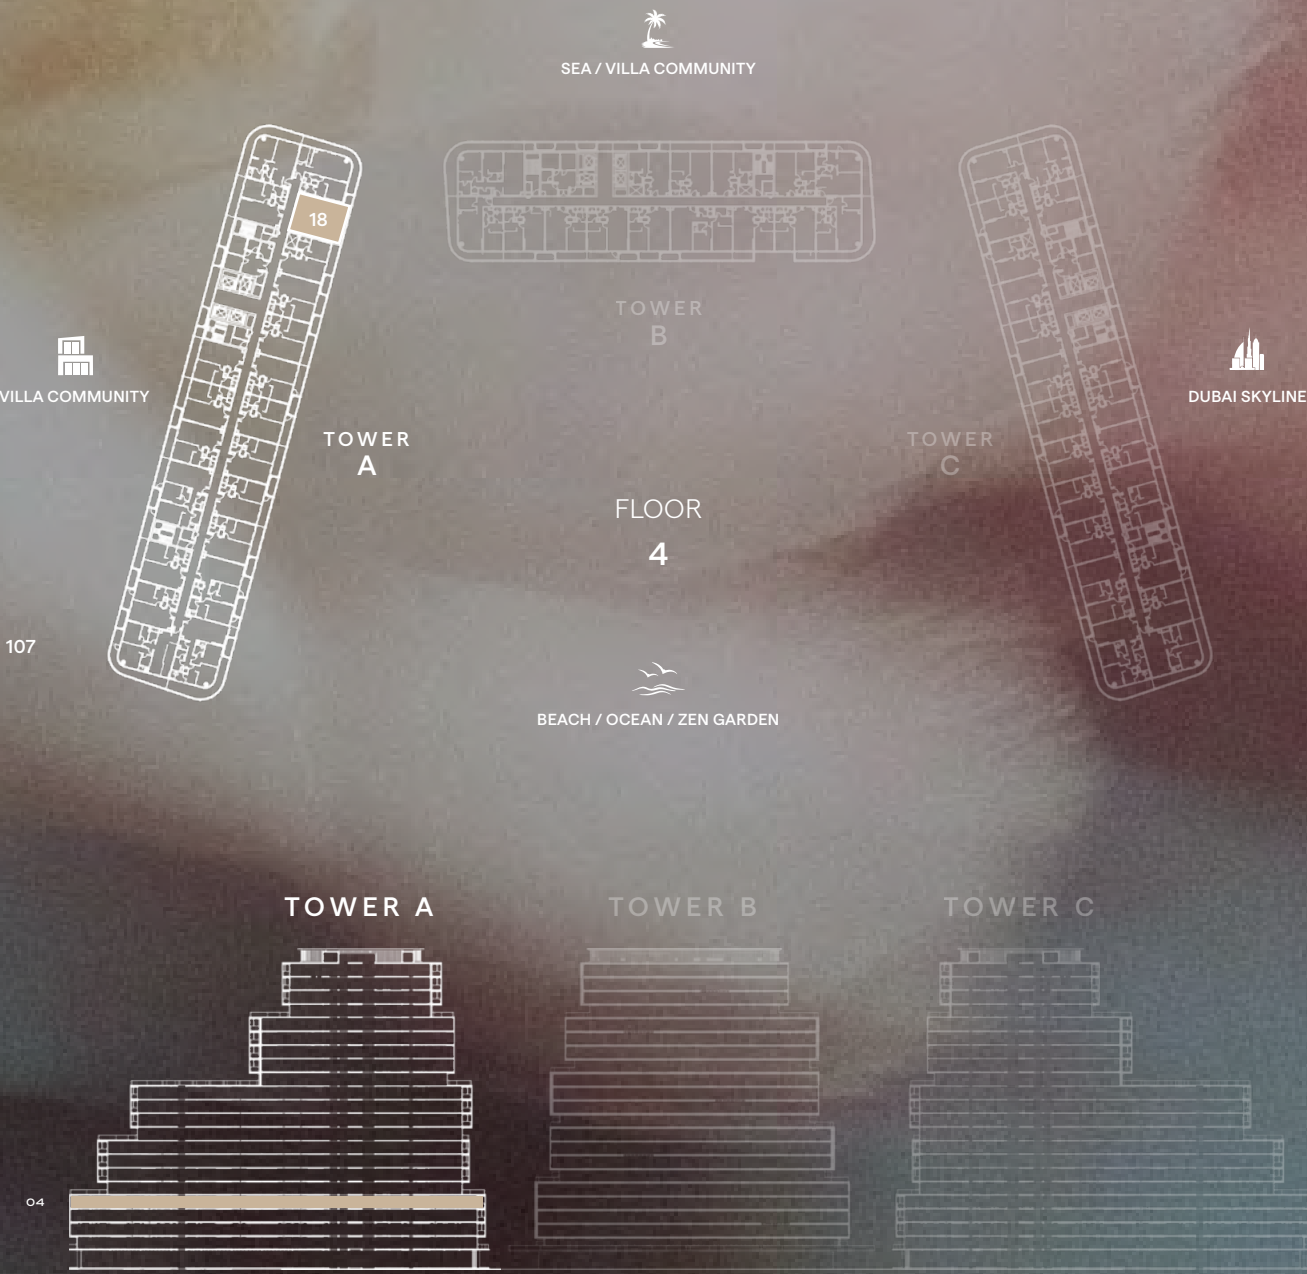 SEA / VILLA COMMUNITY
18
TOWER
B
VILLA COMMUNITY
DUBAI SKYLINE
TOWER
A
TOWER
C
FLOOR
4
107
BEACH / OCEAN / ZEN GARDEN
TOWER A
TOWER B
TOWER C
04